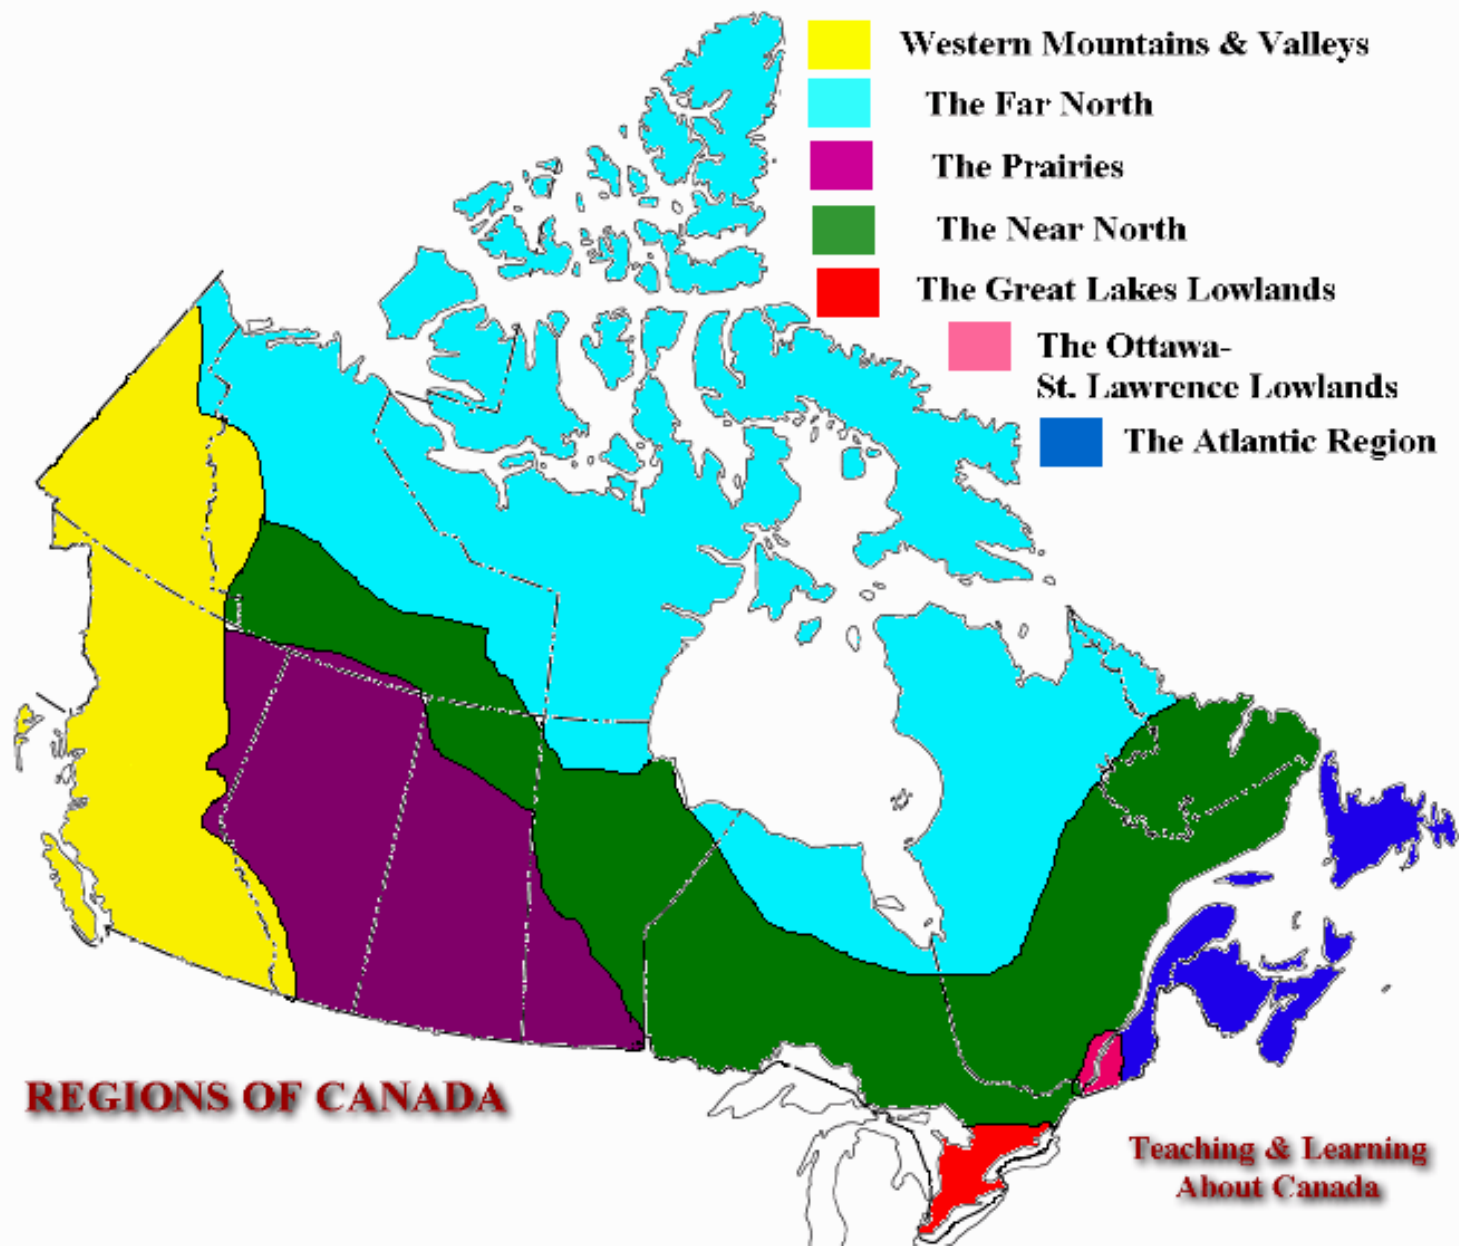 Western Mountains & Valleys
The Far North
The Prairies
The Near North
The Great Lakes Lowlands
The Ottawa-
St. Lawrence Lowlands
The Atlantic Region
REGIONS OF CANADA
Teaching & Learning
About Canada